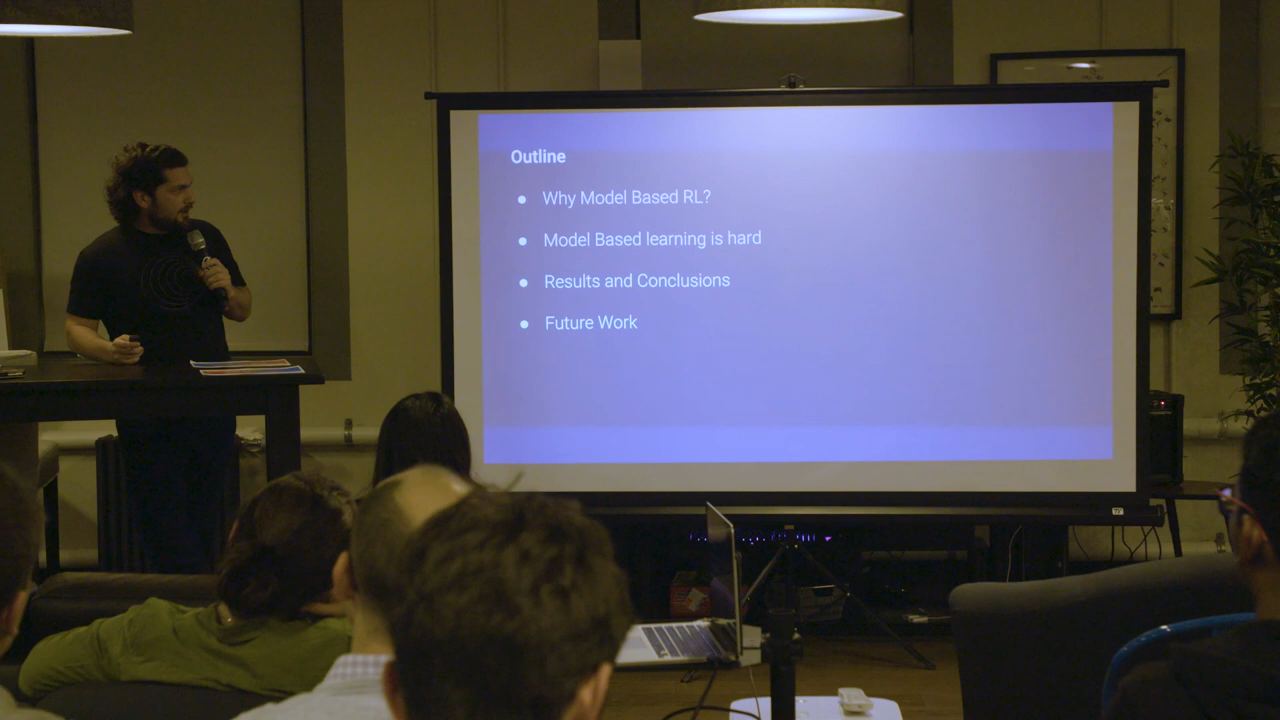 Outline
● Why Model Based RL?
● Model Based learning is hard
● Results and Conclusions
● Future Work